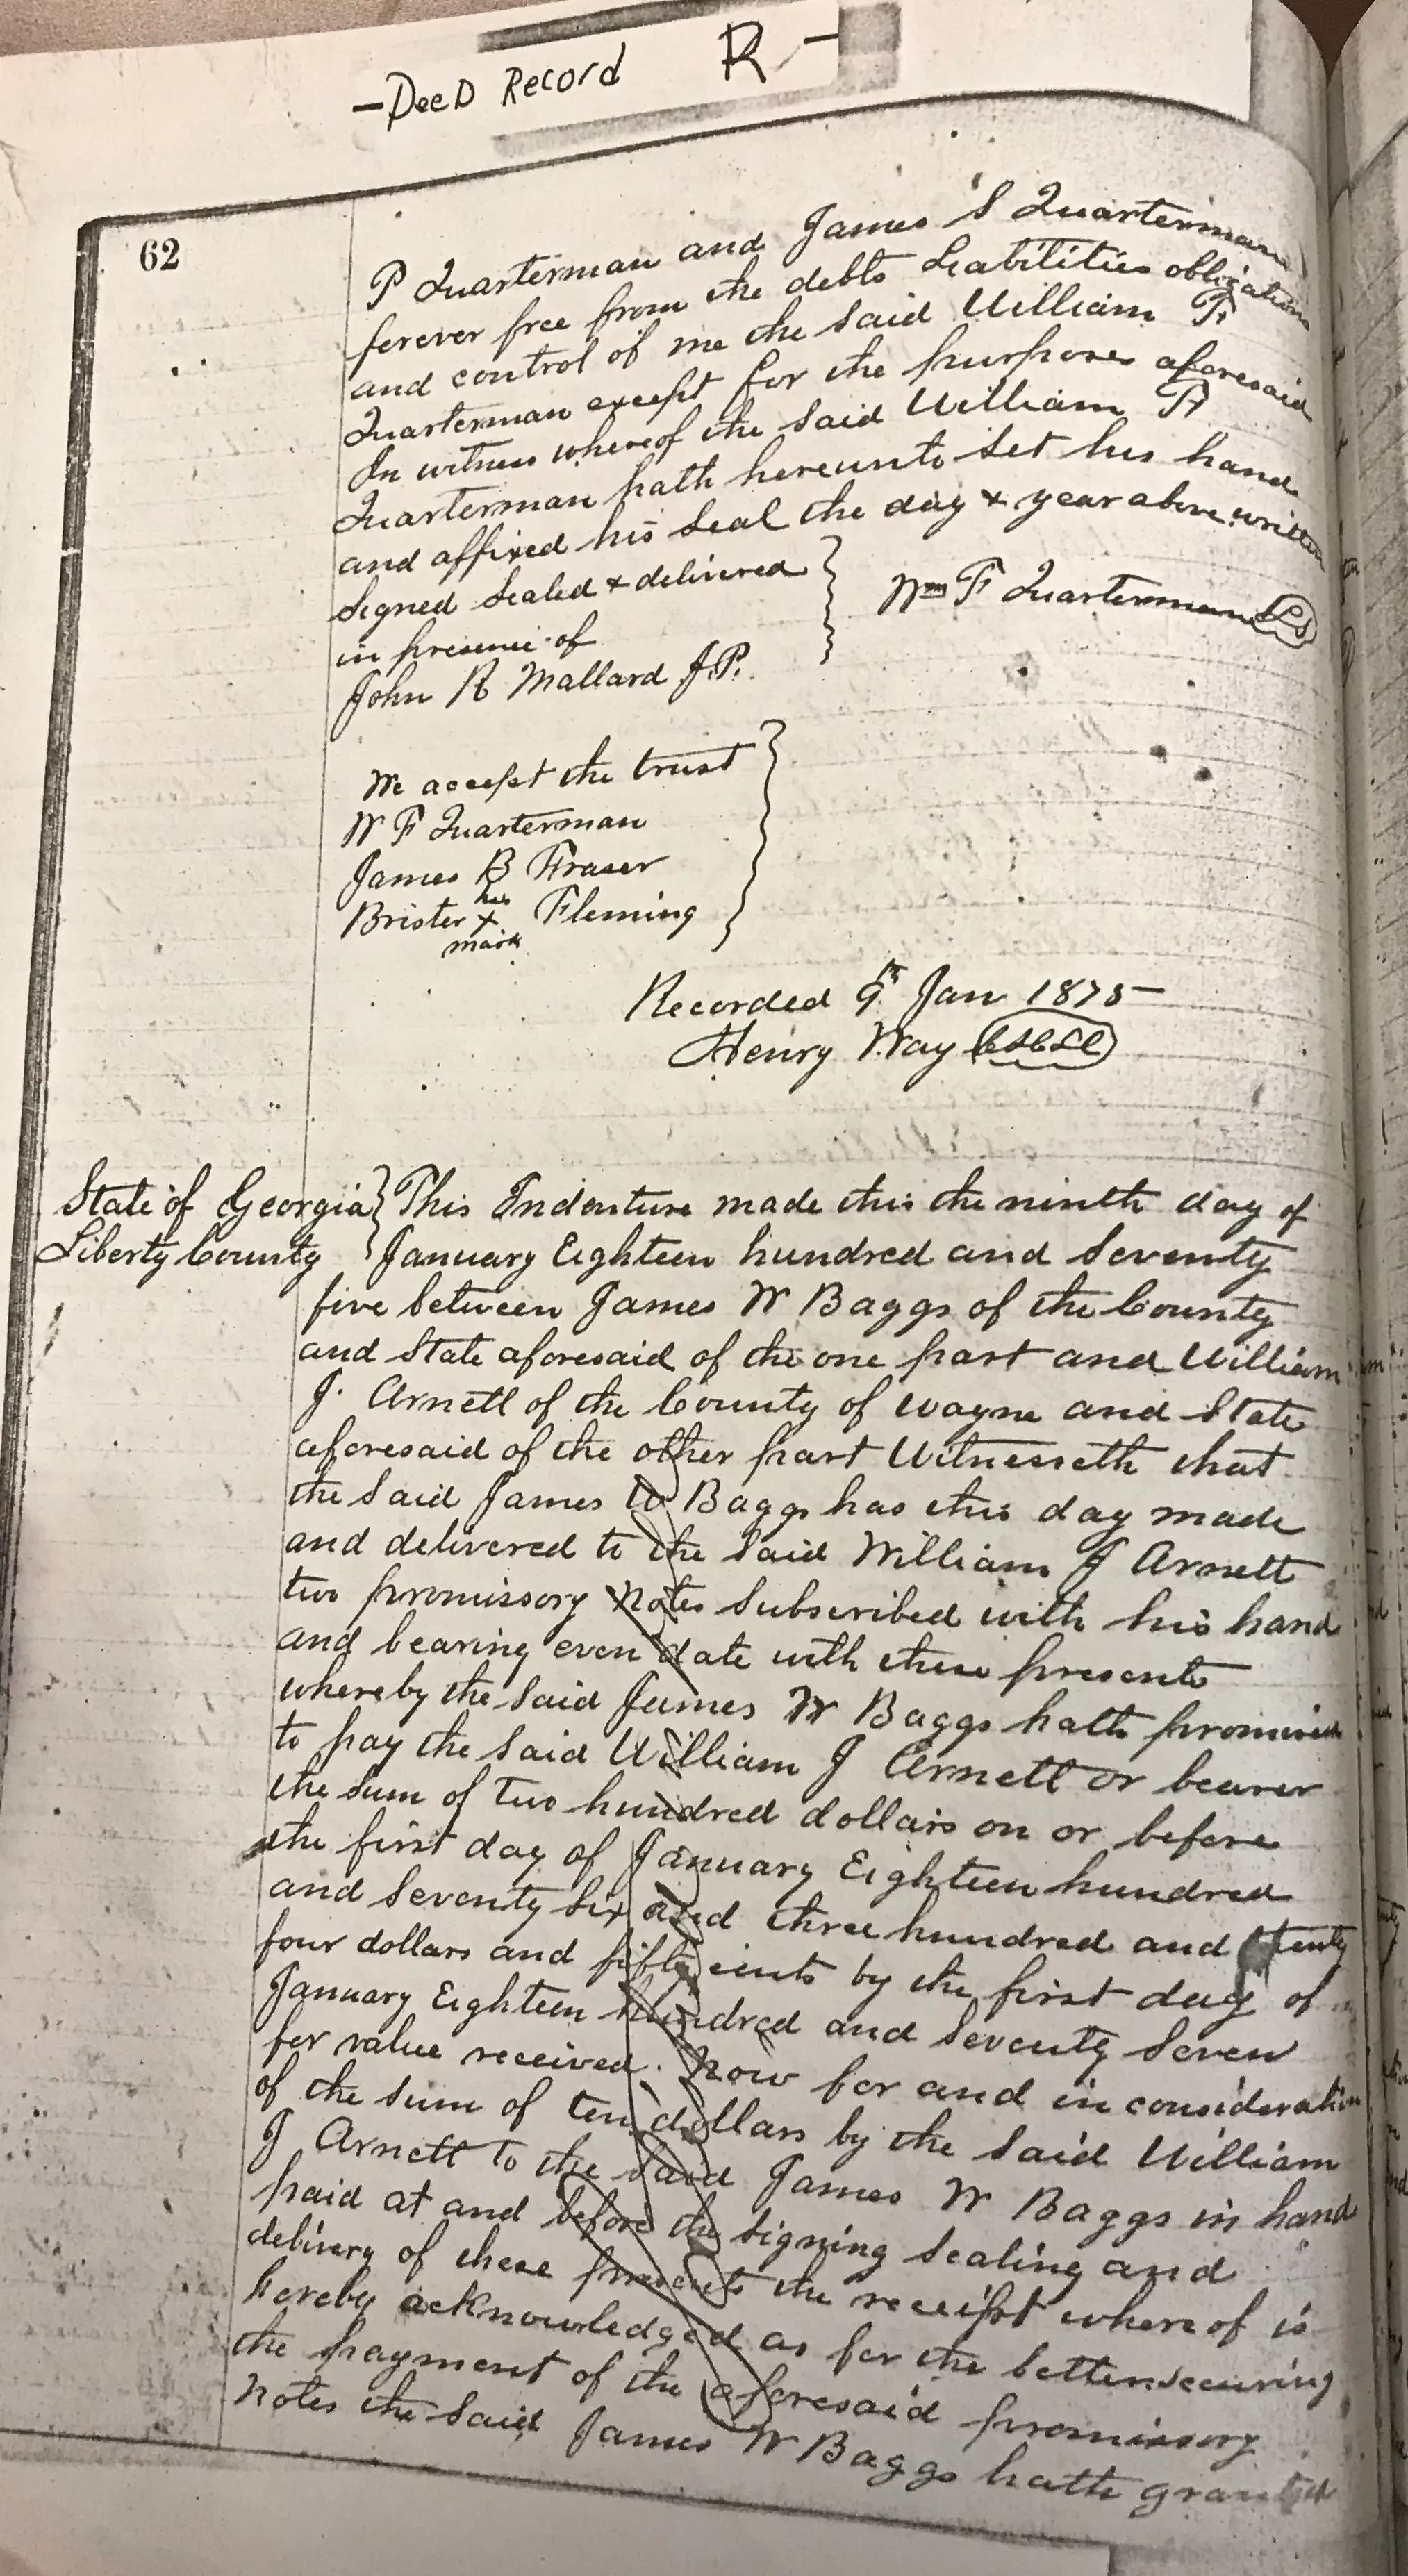 -DeeD Record R-
62
P Quarterman and James S Quarterman
forever free from the debts liabilities obligations
and control of me the said William F
Quarterman except for the purposes aforesaid
In witness whereof the said William F
Quarterman hath hereunto set his hand
and affixed his seal the day & year above written
Signed Sealed & delivered
in presence of
John R Mallard J.P.
Wm F Quarterman LS
We accept the trust
W F Quarterman
James B Fraser
Brister his x mark Fleming
Recorded 9th Jan 1875-
Henry Way CSCLC
State of Georgia
Liberty County
This Indenture made this the ninth day of
January Eighteen hundred and Seventy
five between James W Baggs of the County
and State aforesaid of the one part and William
J. Arnett of the County of Wayne and State
aforesaid of the other part Witnesseth that
the Said James W Baggs has this day made
and delivered to the Said William J Arnett
two promissory Notes Subscribed with his hand
and bearing even date with these presents
whereby the Said James W Baggs hath promised
to pay the Said William J Arnett or bearer
the sum of two hundred dollars on or before
the first day of January Eighteen hundred
and Seventy Six and three hundred and twenty
four dollars and fifty cents by the first day of
January Eighteen hundred and Seventy Seven
for value received. Now for and in consideration
of the sum of ten dollars by the Said William
J Arnett to the Said James W Baggs in hand
paid at and before the signing sealing and
delivery of these presents the receipt whereof is
hereby acknowledged as for the better securing
the payment of the aforesaid promissory
Notes the Said James W Baggs hath granted